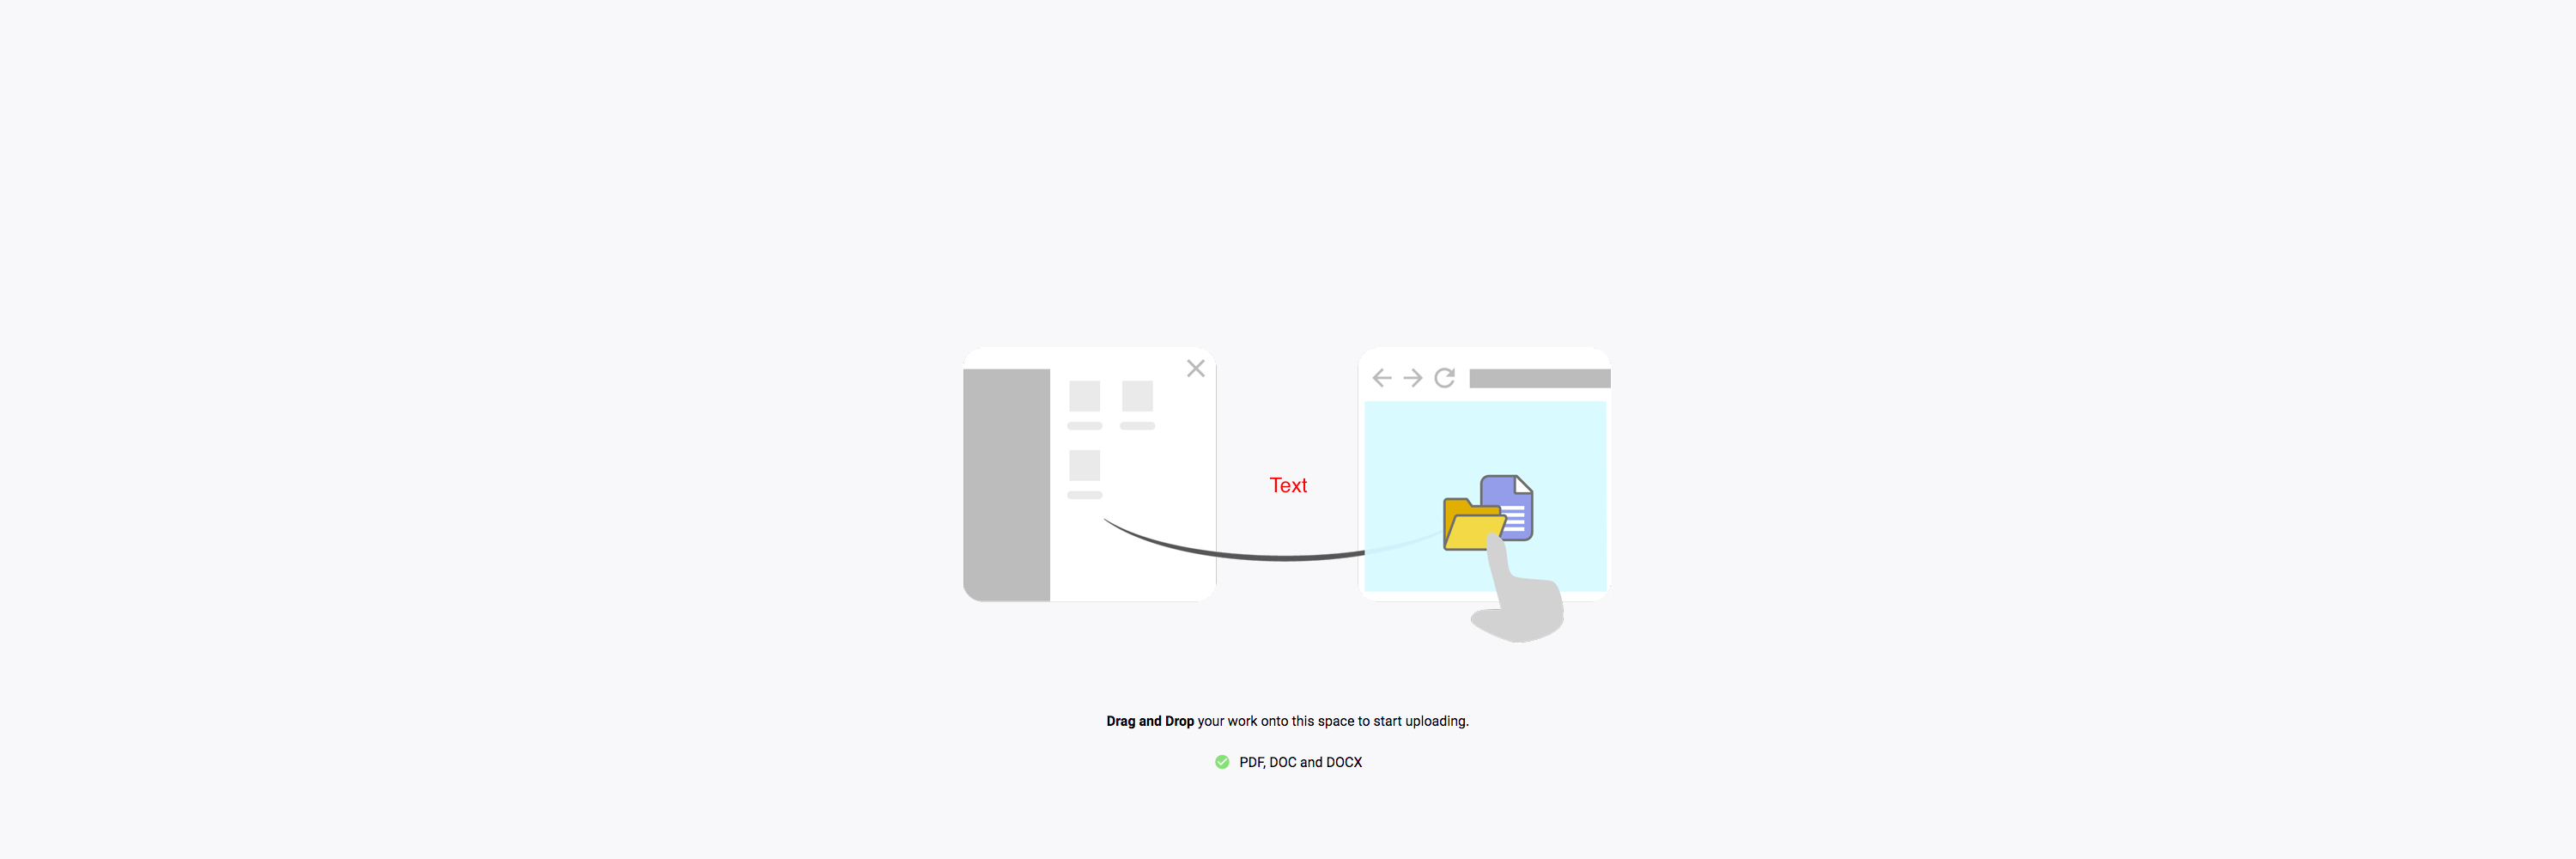 Text
Drag and Drop your work onto this space to start uploading.
PDF, DOC and DOCX